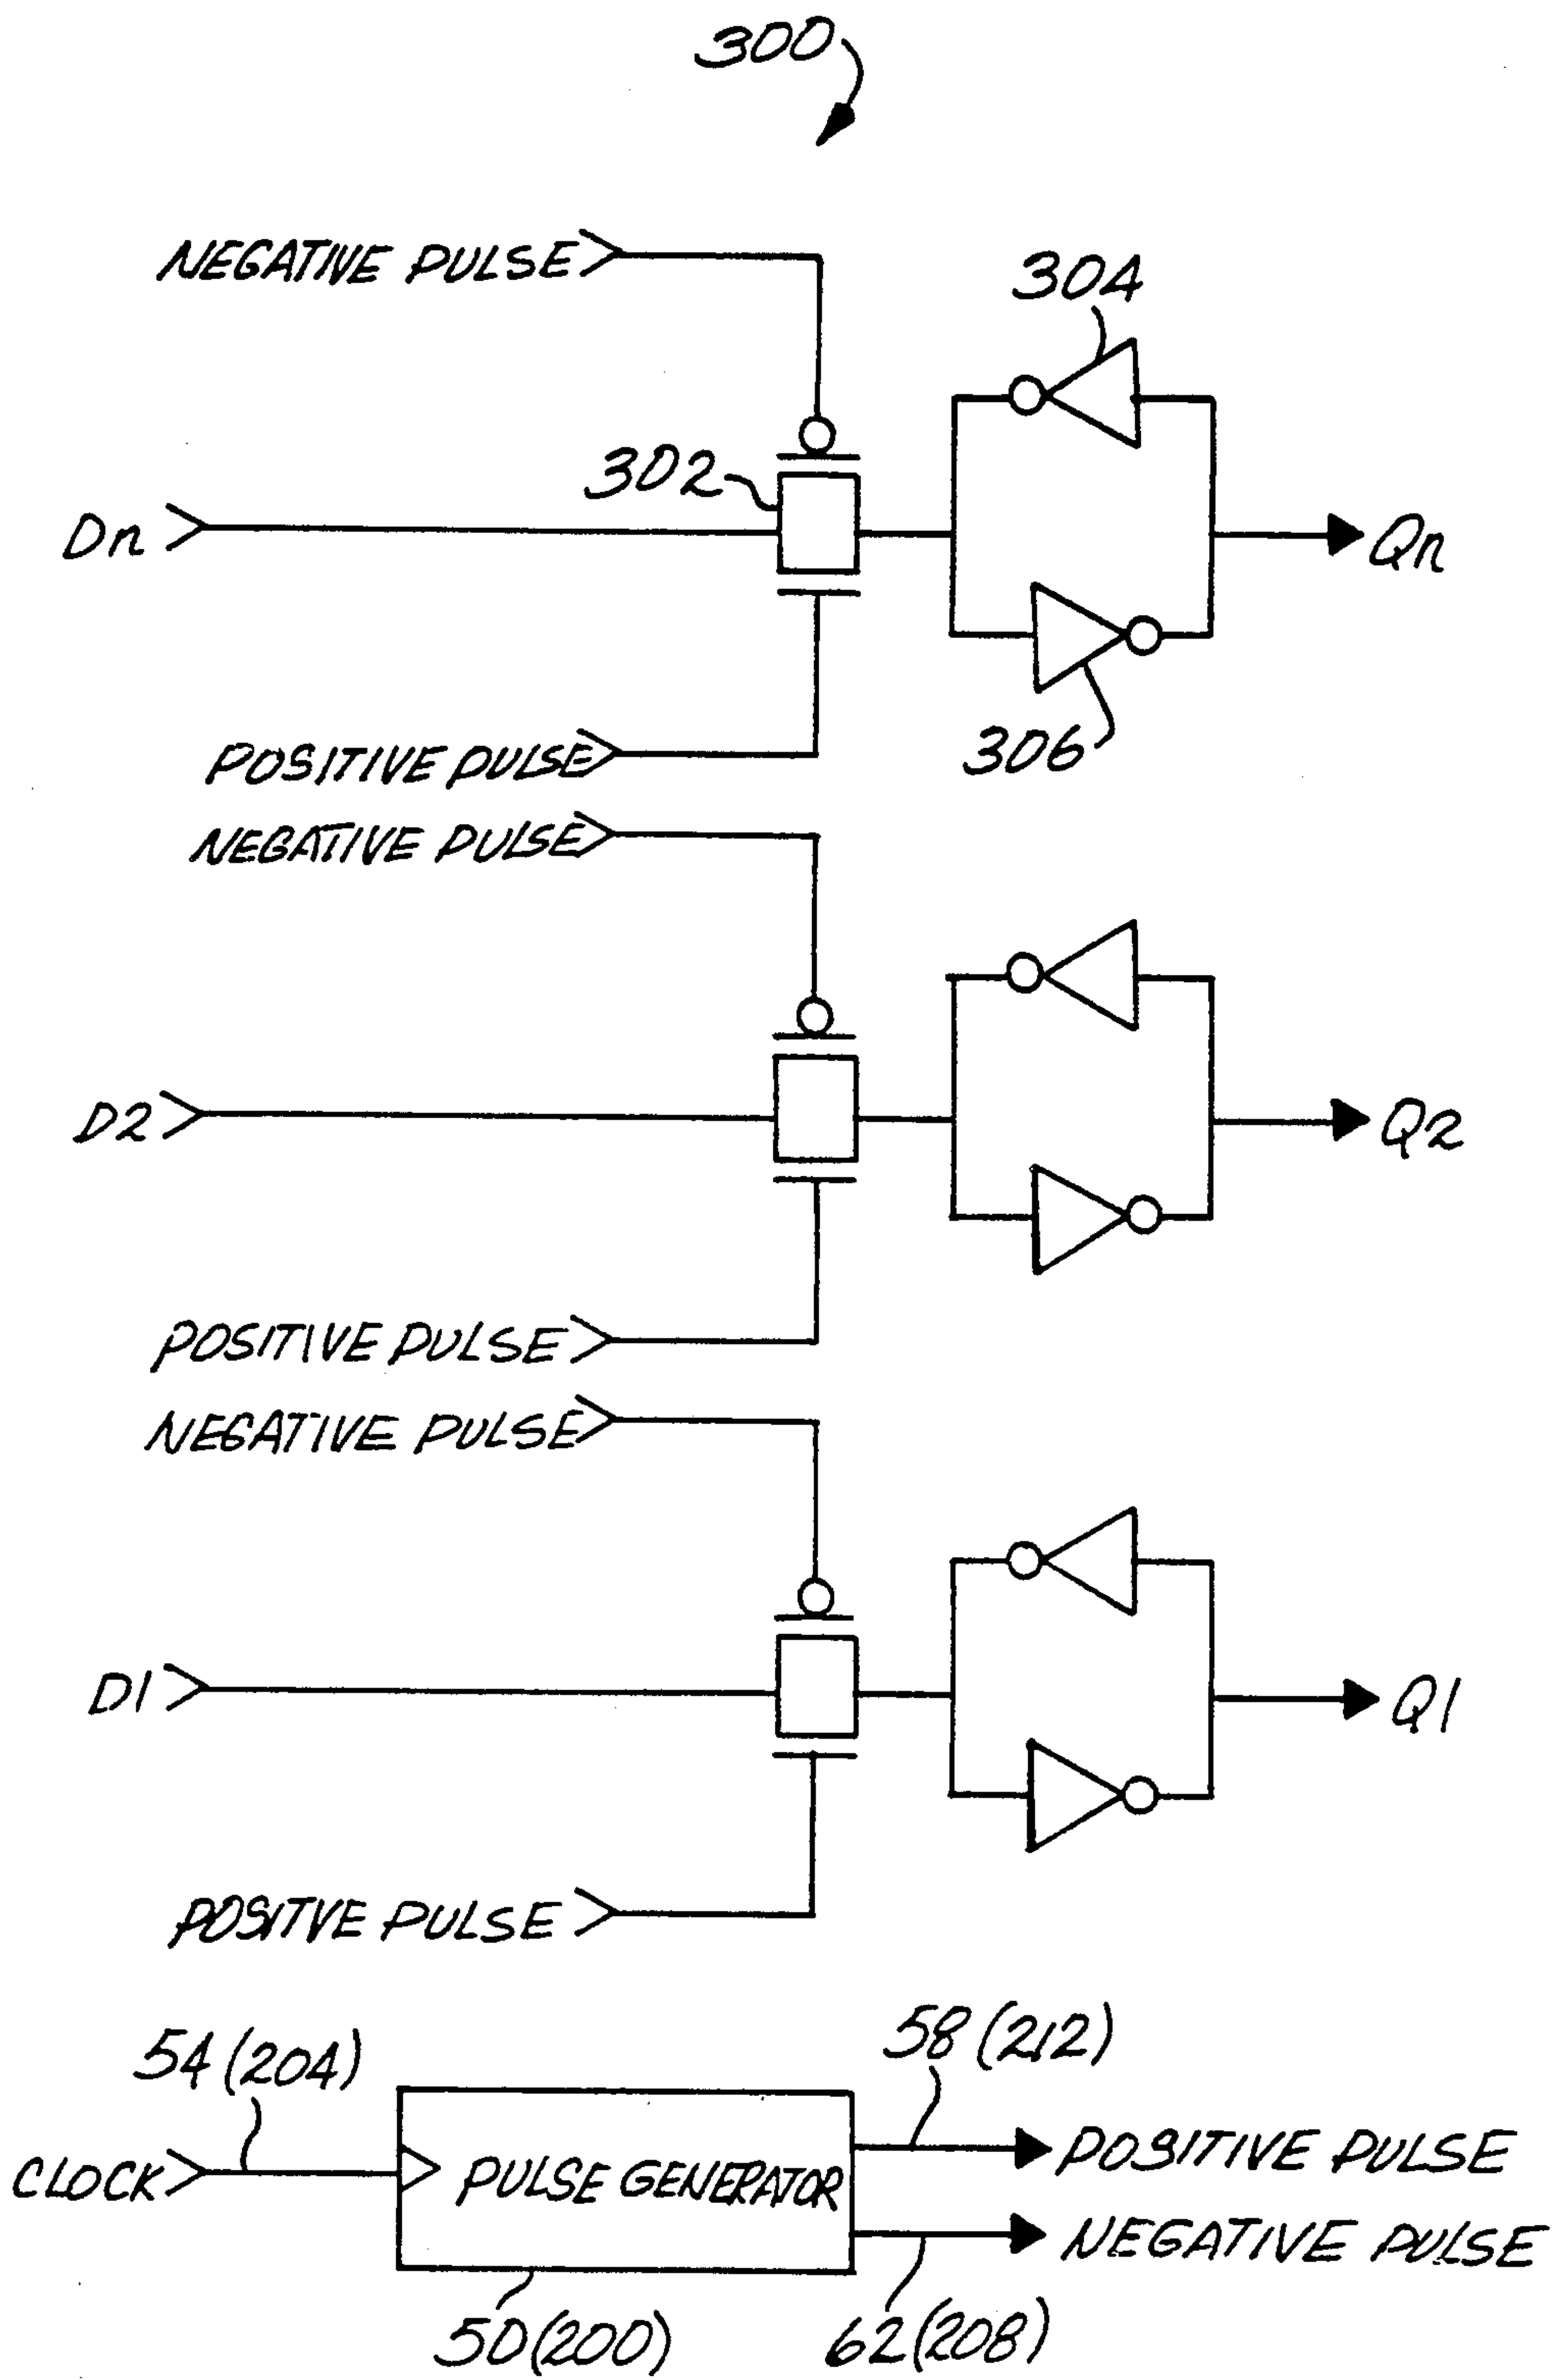 300
NEGATIVE PULSE
304
302
Dn
Qn
306
POSITIVE PULSE
NEGATIVE PULSE
D2
Q2
POSITIVE PULSE
NEGATIVE PULSE
D1
Q1
POSITVE PULSE
54 (204)
58 (212)
CLOCK
PULSE GENERATOR
POSITIVE PULSE
NEGATIVE PULSE
50 (200)
62 (208)